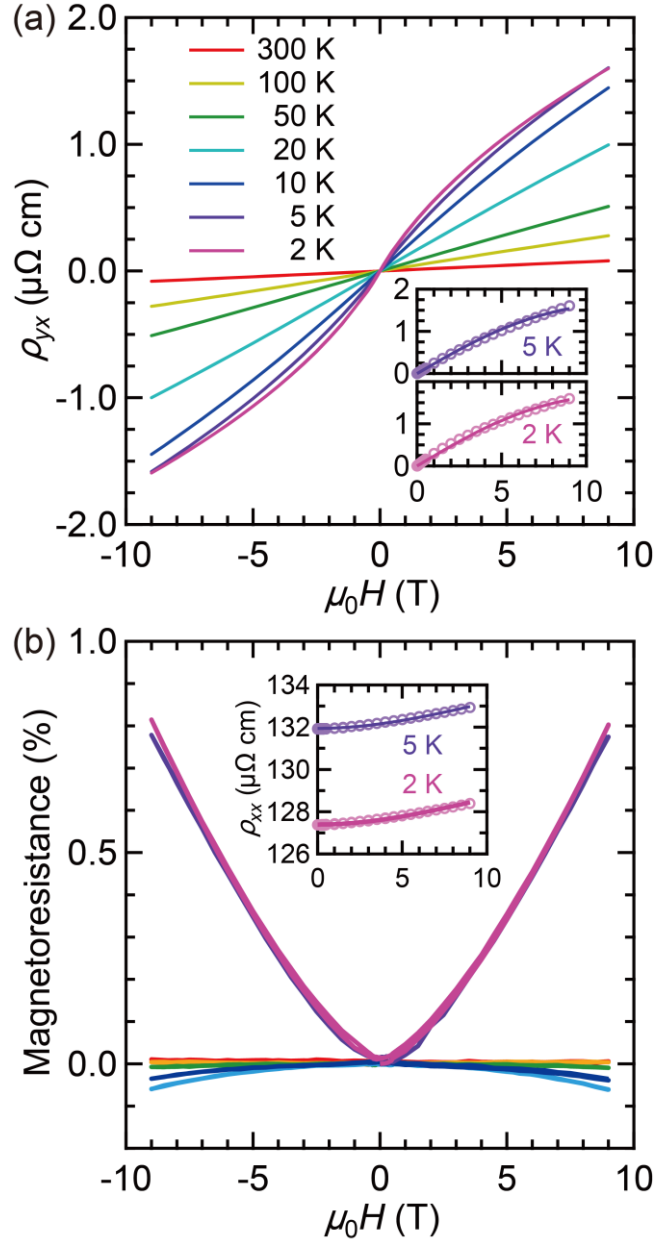 (a)
2.0
1.0
0.0
-1.0
-2.0
ρyx (μΩ cm)
300 K
100 K
50 K
20 K
10 K
5 K
2 K
2
1
0
5 K
1
0
2 K
0 5 10
-10 -5 0 5 10
μ0H (T)
(b)
1.0
0.5
0.0
Magnetoresistance (%)
134
132
130
128
126
ρxx (μΩ cm)
5 K
2 K
0 5 10
-10 -5 0 5 10
μ0H (T)